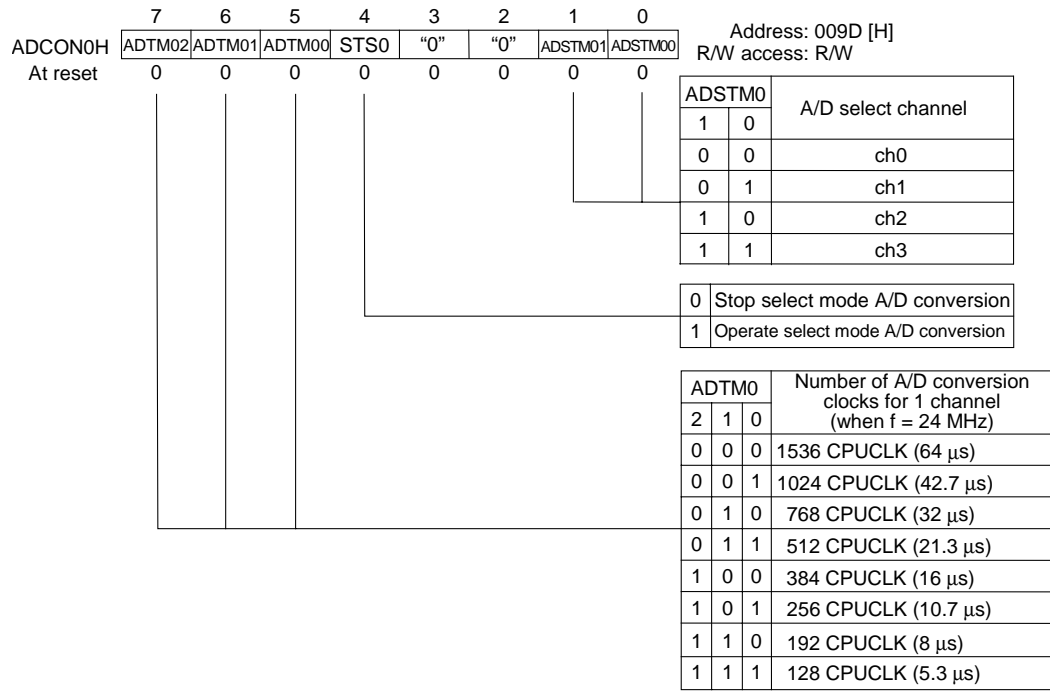 7 6 5 4 3 2 1 0
ADCON0H ADTM02 ADTM01 ADTM00 STS0 “0” “0” ADSTM01 ADSTM00
At reset 0 0 0 0 0 0 0 0
Address: 009D [H]
R/W access: R/W
ADSTM0 A/D select channel
1 0
0 0 ch0
0 1 ch1
1 0 ch2
1 1 ch3
0 Stop select mode A/D conversion
1 Operate select mode A/D conversion
ADTM0 Number of A/D conversion
clocks for 1 channel
2 1 0 (when f = 24 MHz)
0 0 0 1536 CPUCLK (64 μs)
0 0 1 1024 CPUCLK (42.7 μs)
0 1 0 768 CPUCLK (32 μs)
0 1 1 512 CPUCLK (21.3 μs)
1 0 0 384 CPUCLK (16 μs)
1 0 1 256 CPUCLK (10.7 μs)
1 1 0 192 CPUCLK (8 μs)
1 1 1 128 CPUCLK (5.3 μs)